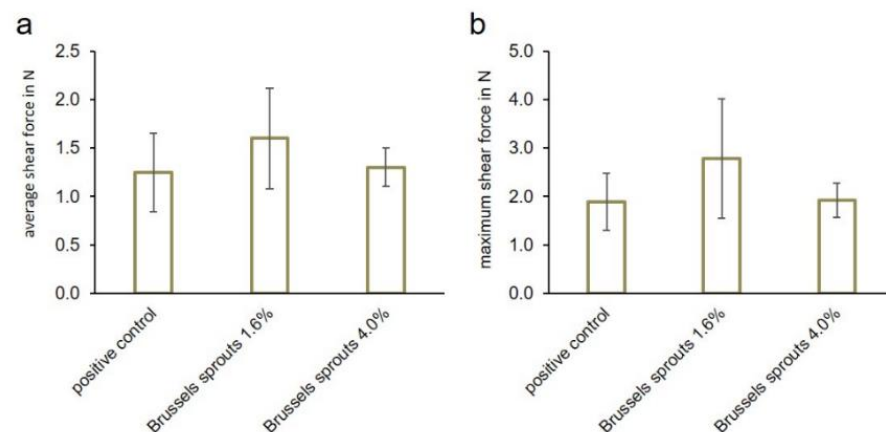 a
average shear force in N
2.5
2.0
1.5
1.0
0.5
0.0
positive control
Brussels sprouts 1.6%
Brussels sprouts 4.0%
b
maximum shear force in N
5.0
4.0
3.0
2.0
1.0
0.0
positive control
Brussels sprouts 1.6%
Brussels sprouts 4.0%